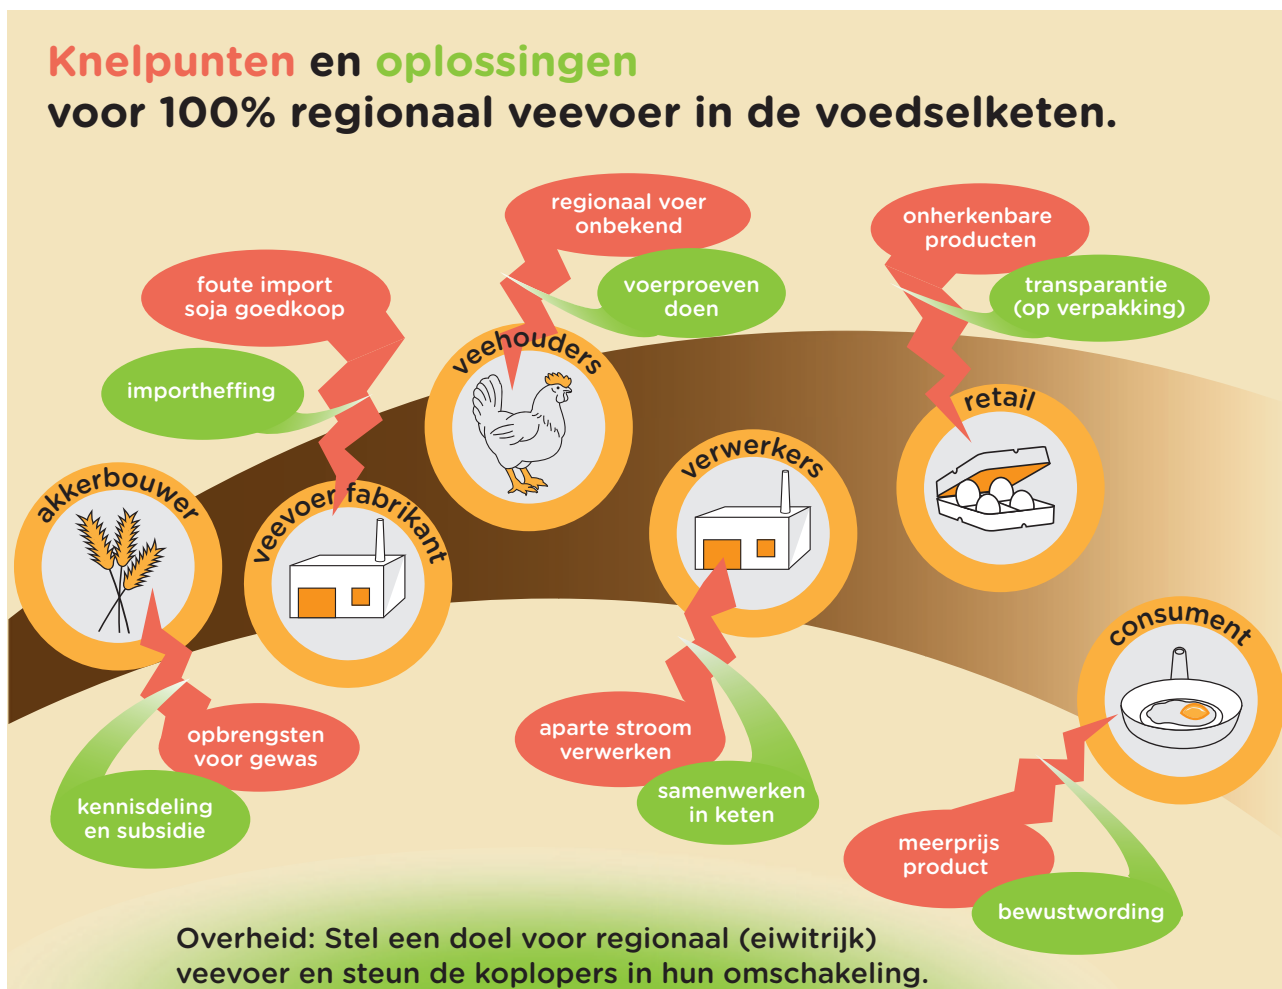 Knelpunten en oplossingen
voor 100% regionaal veevoer in de voedselketen.
regionaal voer
onbekend
voerproeven
doen
onherkenbare
producten
transparantie
(op verpakking)
foute import
soja goedkoop
importheffing
akkerbouwer
veevoer fabrikant
veehouders
verwerkers
retail
consument
opbrengsten
voor gewas
kennisdeling
en subsidie
aparte stroom
verwerken
samenwerken
in keten
meerprijs
product
bewustwording
Overheid: Stel een doel voor regionaal (eiwitrijk)
veevoer en steun de koplopers in hun omschakeling.